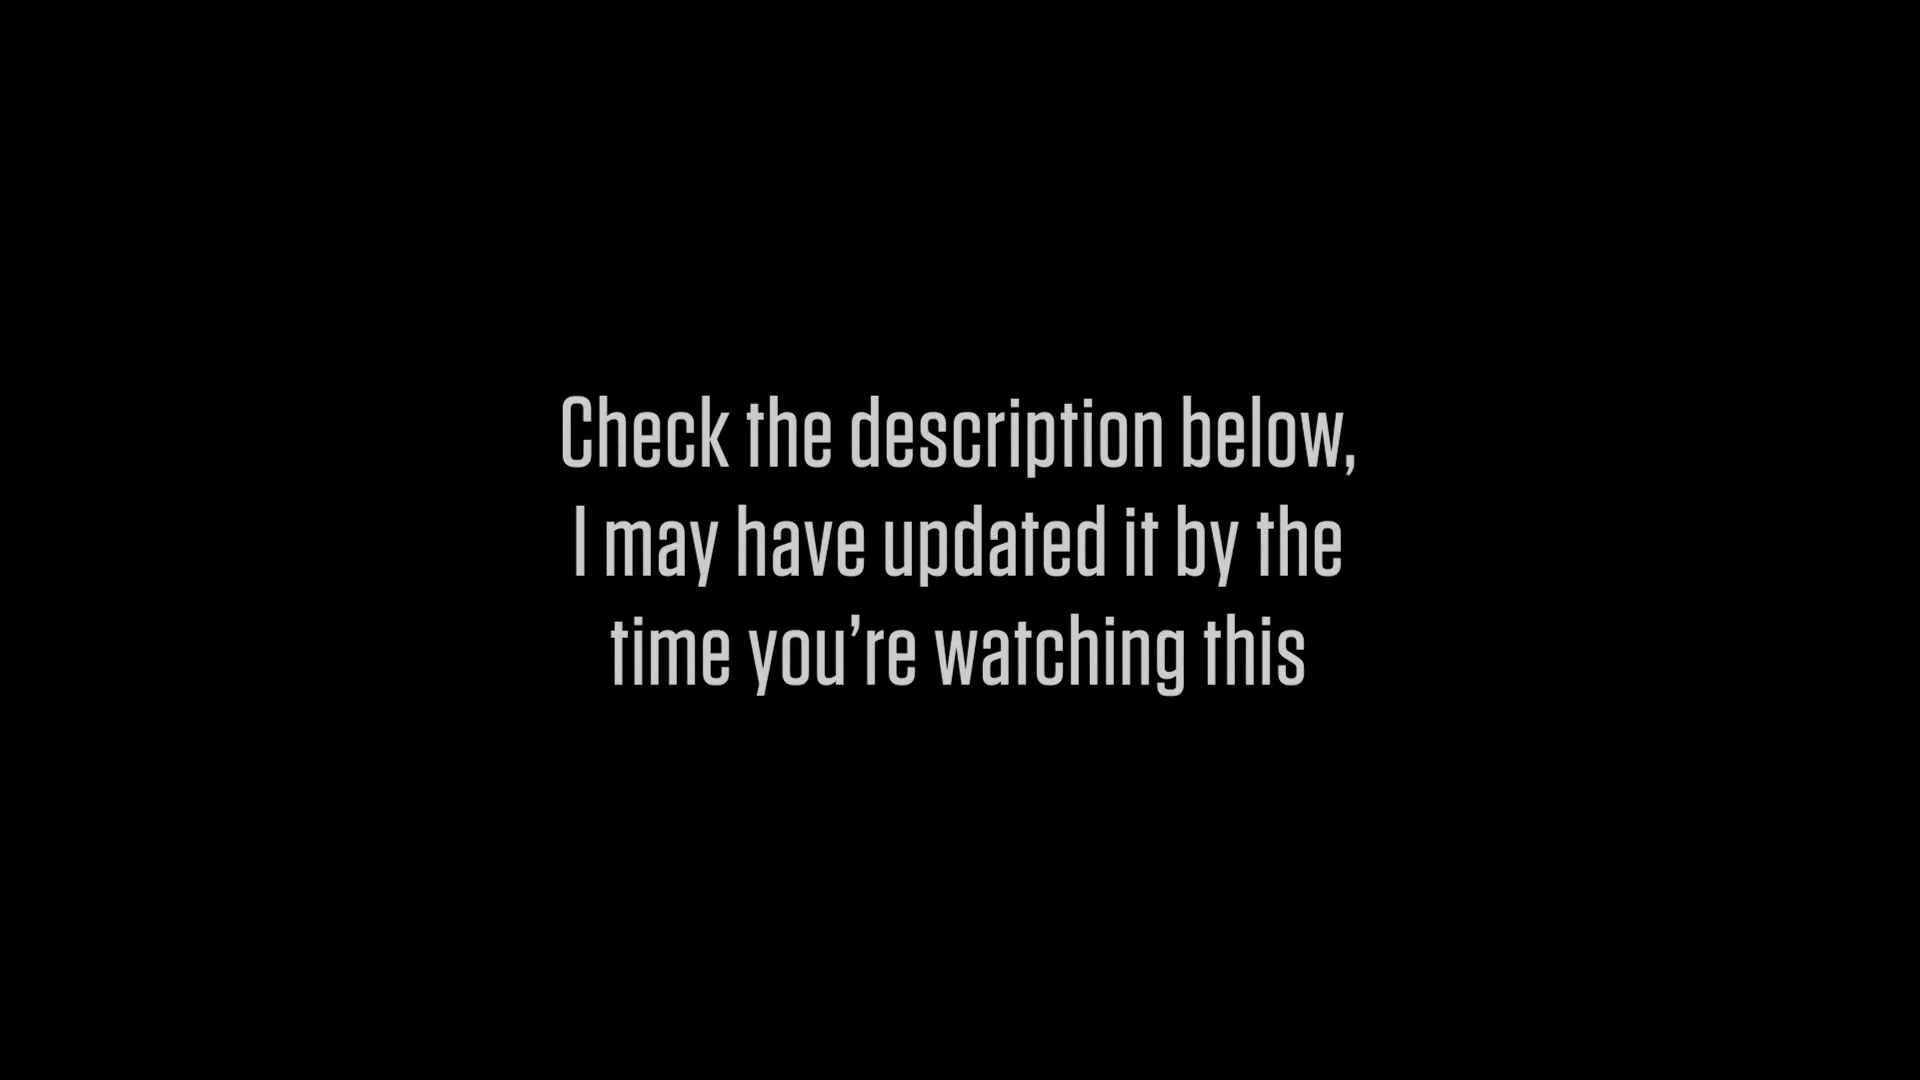 Check the description below,
I may have updated it by the
time you’re watching this